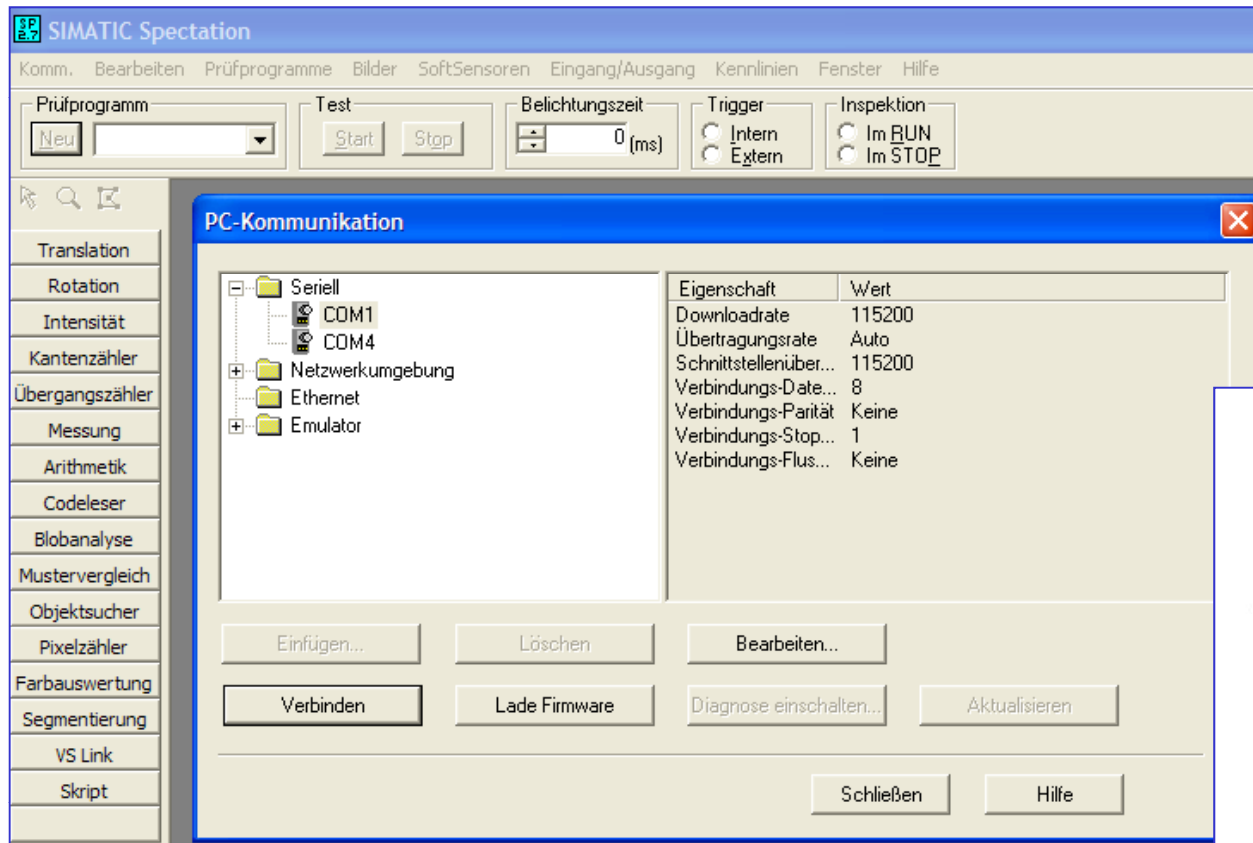 SP 2.7 SIMATIC Spectation
Komm. Bearbeiten Prüfprogramme Bilder SoftSensoren Eingang/Ausgang Kennlinien Fenster Hilfe
Prüfprogramm Test Belichtungszeit Trigger Inspektion
Neu Start Stop 0 (ms) Intern Im RUN
Extern Im STOP
PC-Kommunikation
Translation
Rotation
Intensität
Kantenzähler
Übergangszähler
Messung
Arithmetik
Codeleser
Blobanalyse
Mustervergleich
Objektsucher
Pixelzähler
Farbauswertung
Segmentierung
VS Link
Skript
Seriell
COM1
COM4
Netzwerkumgebung
Ethernet
Emulator
Eigenschaft Wert
Downloadrate 115200
Übertragungsrate Auto
Schnittstellenüber... 115200
Verbindungs-Date... 8
Verbindungs-Parität Keine
Verbindungs-Stop... 1
Verbindungs-Flus... Keine
Einfügen... Löschen Bearbeiten...
Verbinden Lade Firmware Diagnose einschalten... Aktualisieren
Schließen Hilfe